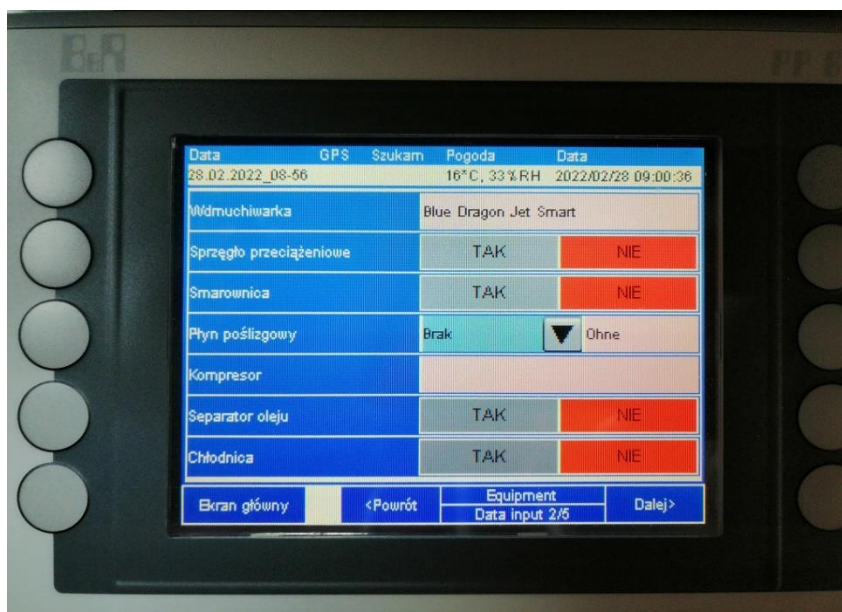 B&R
PP
Data GPS Szukam Pogoda Data
28.02.2022_08-56 16°C, 33%RH 2022/02/28 09:00:36
Wdmuchiwarka Blue Dragon Jet Smart
Sprzęgło przeciążeniowe TAK NIE
Smarownica TAK NIE
Płyn poślizgowy Brak Ohne
Kompresor
Separator oleju TAK NIE
Chłodnica TAK NIE
Ekran główny <Powrót Equipment Dalej>
Data input 2/5